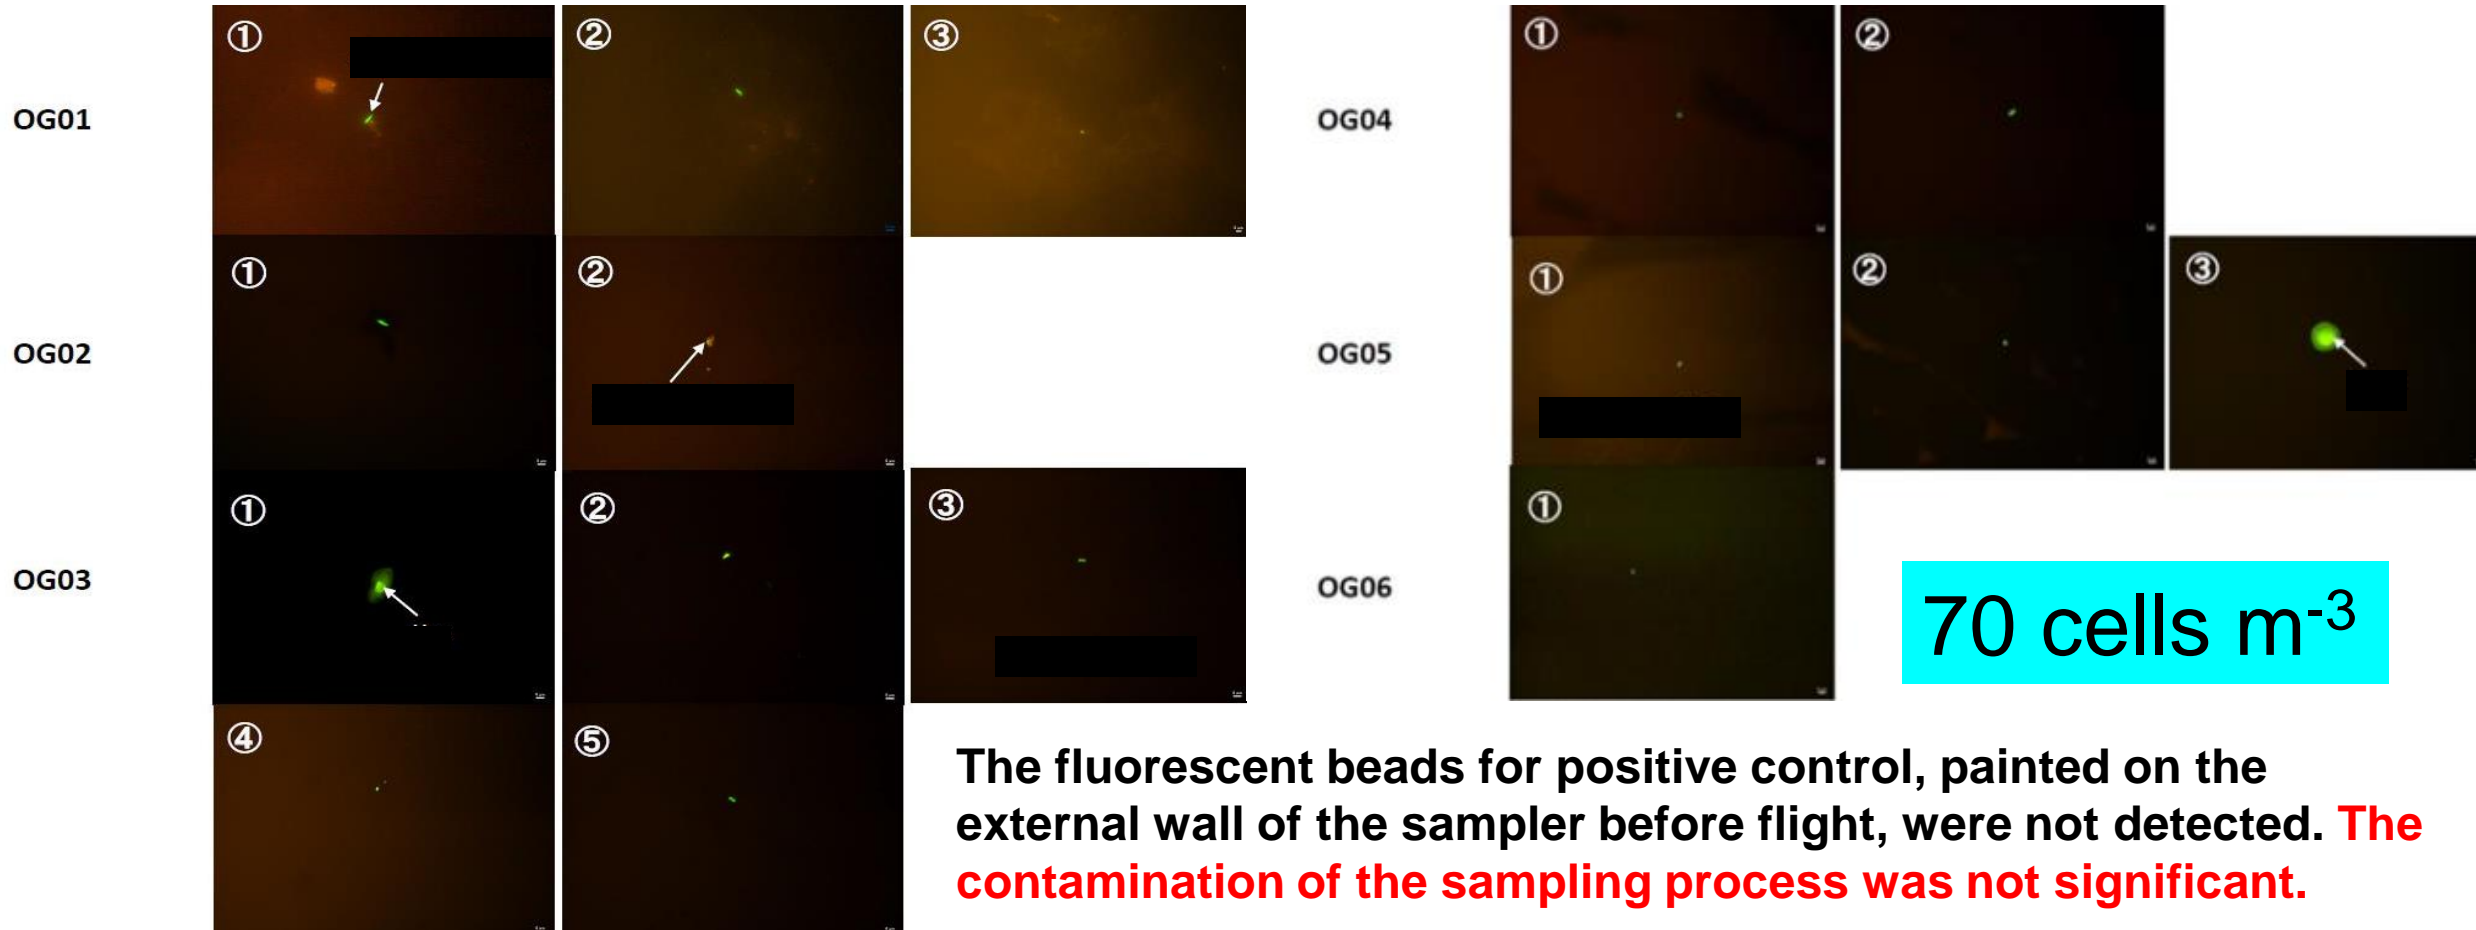 OG01
①
②
③
OG02
①
②
OG03
①
②
③
④
⑤
OG04
①
②
OG05
①
②
③
OG06
①
70 cells m⁻³
The fluorescent beads for positive control, painted on the
external wall of the sampler before flight, were not detected. The
contamination of the sampling process was not significant.